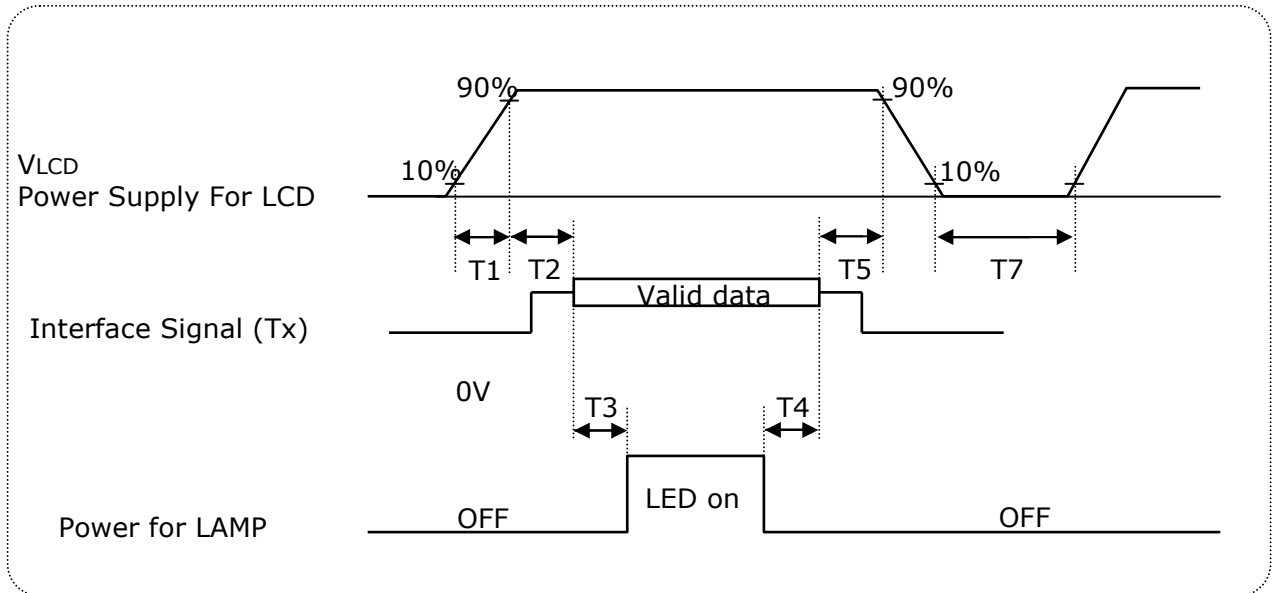 90%
90%
VLCD
10%
10%
Power Supply For LCD
T1
T2
T5
T7
Valid data
Interface Signal (Tx)
0V
T3
T4
LED on
Power for LAMP
OFF
OFF